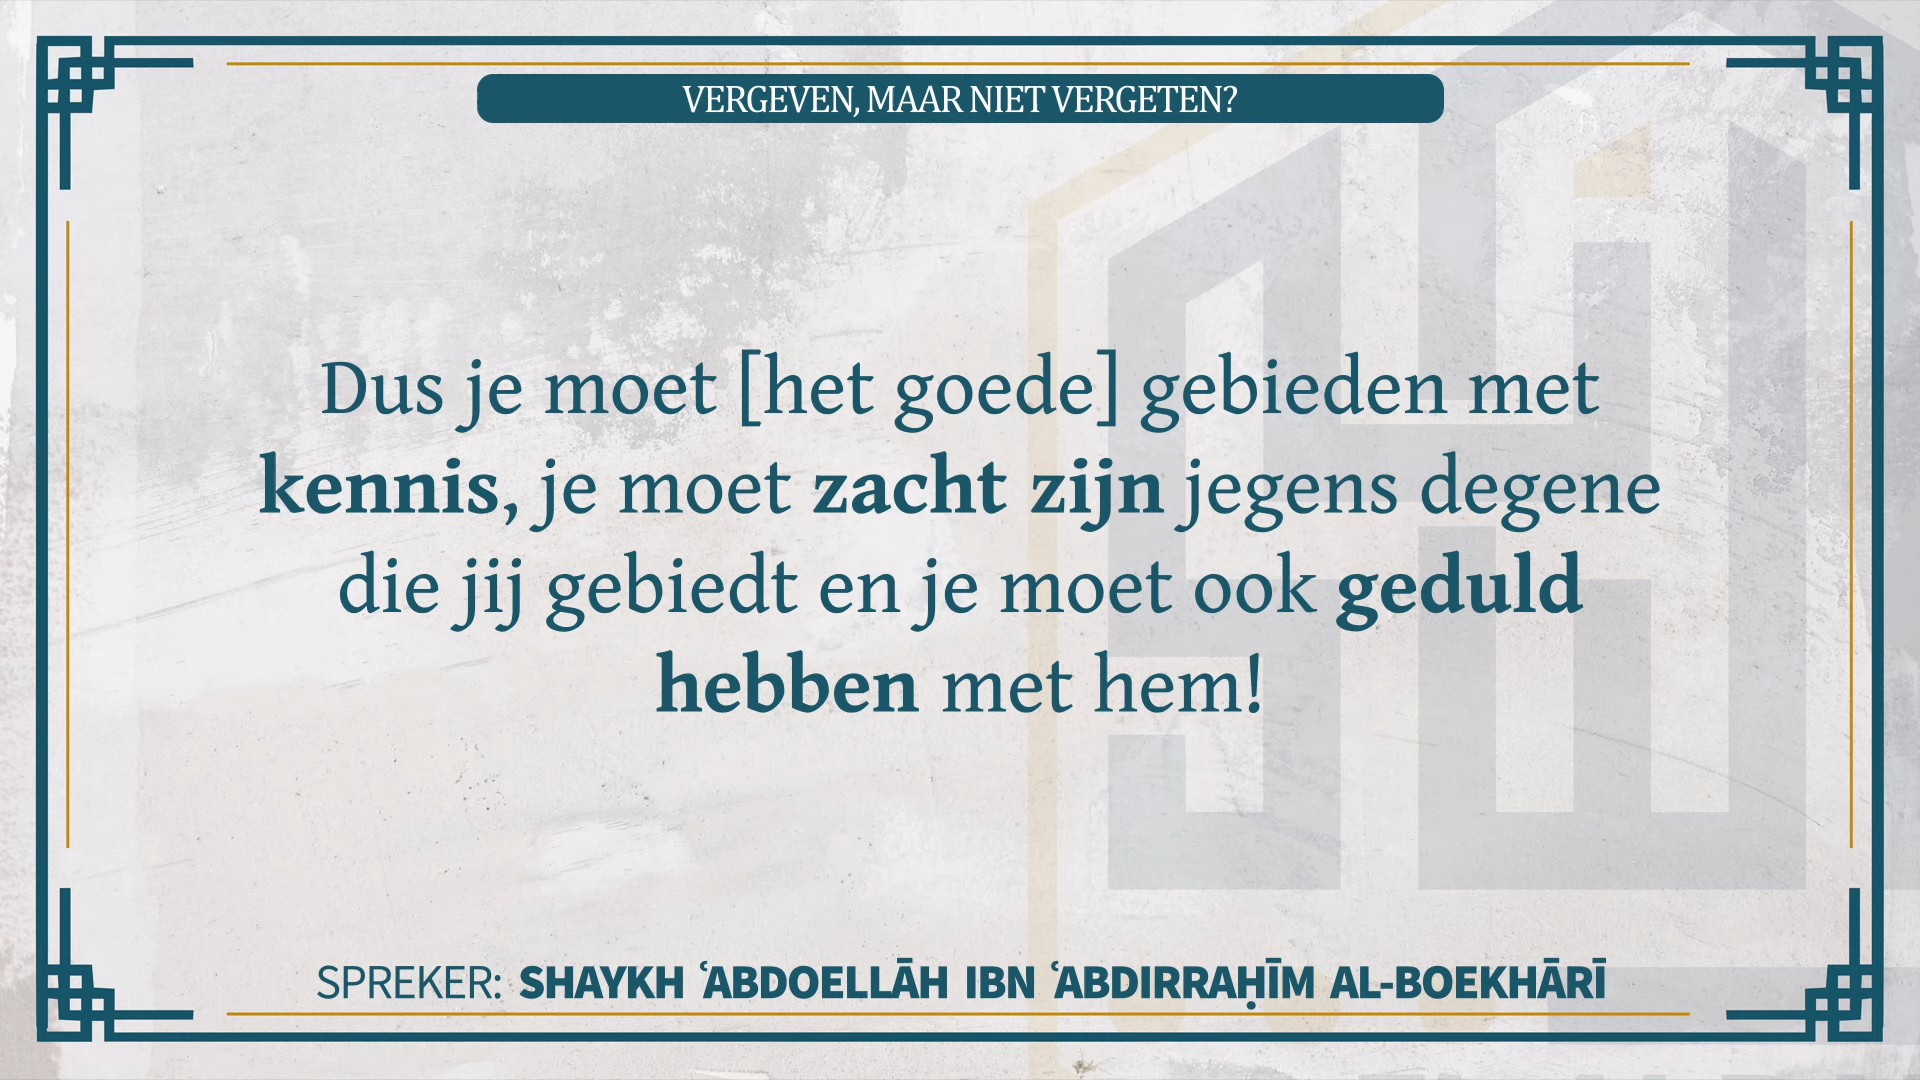 VERGEVEN, MAAR NIET VERGETEN?
Dus je moet [het goede] gebieden met
kennis, je moet zacht zijn jegens degene
die jij gebiedt en je moet ook geduld
hebben met hem!
SPREKER: SHAYKH ʿABDOELLĀH IBN ʿABDIRRAḤĪM AL-BOEKHĀRĪ